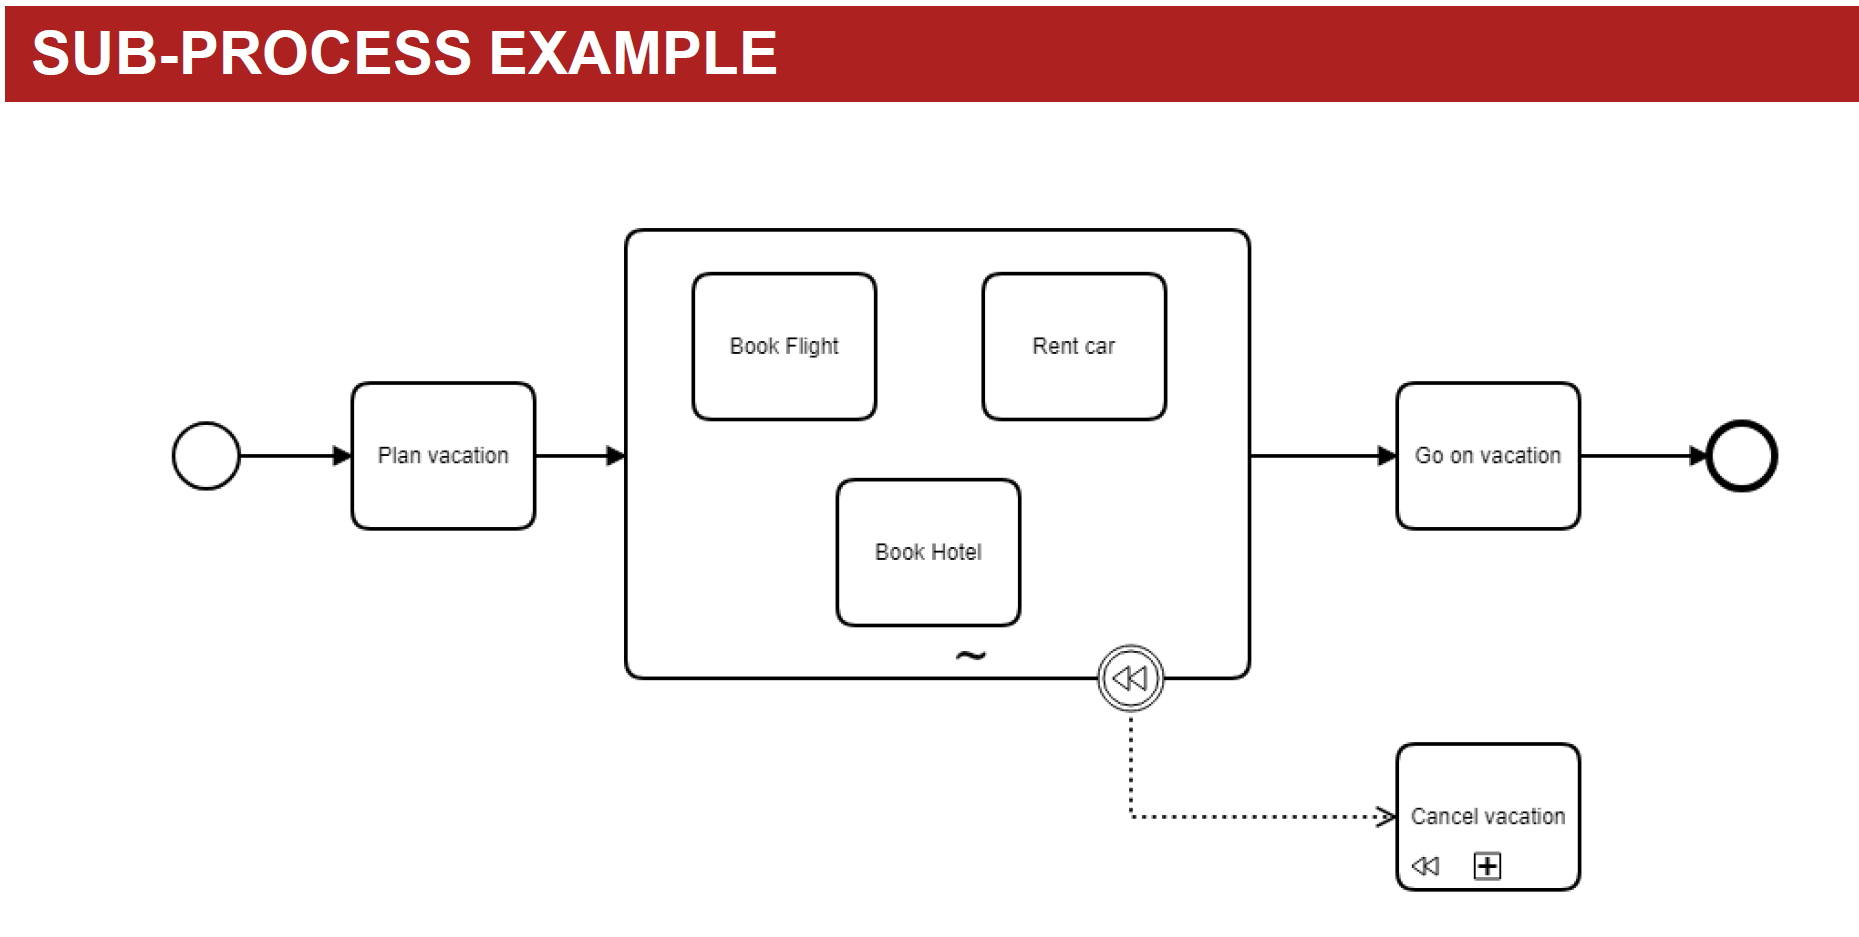 SUB-PROCESS EXAMPLE
Book Flight
Rent car
Plan vacation
Go on vacation
Book Hotel
~
Cancel vacation